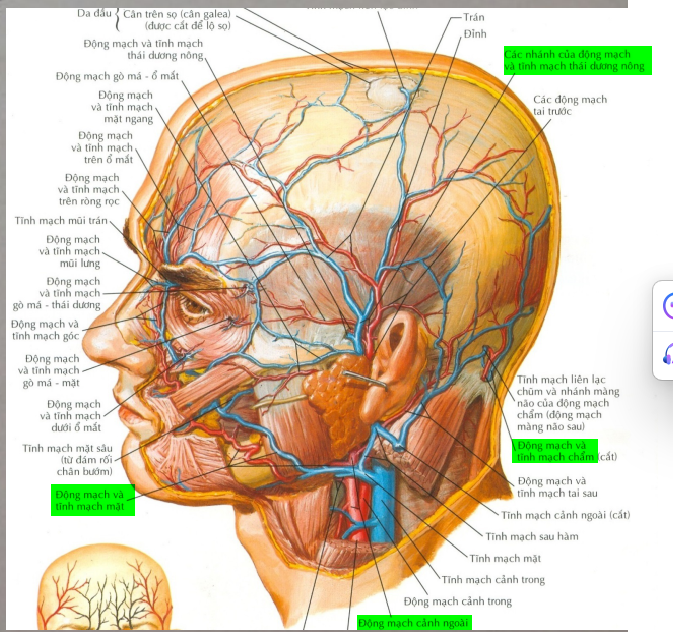 Da đầu
Cân trên sọ (cân galea)
(được cắt để lộ sọ)
Động mạch và tĩnh mạch
thái dương nông
Động mạch gò má - ổ mắt
Động mạch
và tĩnh mạch
mặt ngang
Động mạch
và tĩnh mạch
trên ổ mắt
Động mạch
và tĩnh mạch
trên ròng rọc
Tĩnh mạch mũi trán
Động mạch
và tĩnh mạch
mũi lưng
Động mạch
và tĩnh mạch
gò má - thái dương
Động mạch và
tĩnh mạch góc
Động mạch
và tĩnh mạch
gò má - mặt
Động mạch
và tĩnh mạch
dưới ổ mắt
Tĩnh mạch mặt sâu
(từ đám rối
chân bướm)
Động mạch và
tĩnh mạch mặt
Trán
Đỉnh
Các nhánh của động mạch
và tĩnh mạch thái dương nông
Các động mạch
tai trước
Tĩnh mạch liên lạc
chũm và nhánh màng
não của động mạch
chẩm (động mạch
màng não sau)
Động mạch và
tĩnh mạch chẩm (cắt)
Động mạch và
tĩnh mạch tai sau
Tĩnh mạch cảnh ngoài (cắt)
Tĩnh mạch sau hàm
Tĩnh mạch mặt
Tĩnh mạch cảnh trong
Động mạch cảnh trong
Động mạch cảnh ngoài